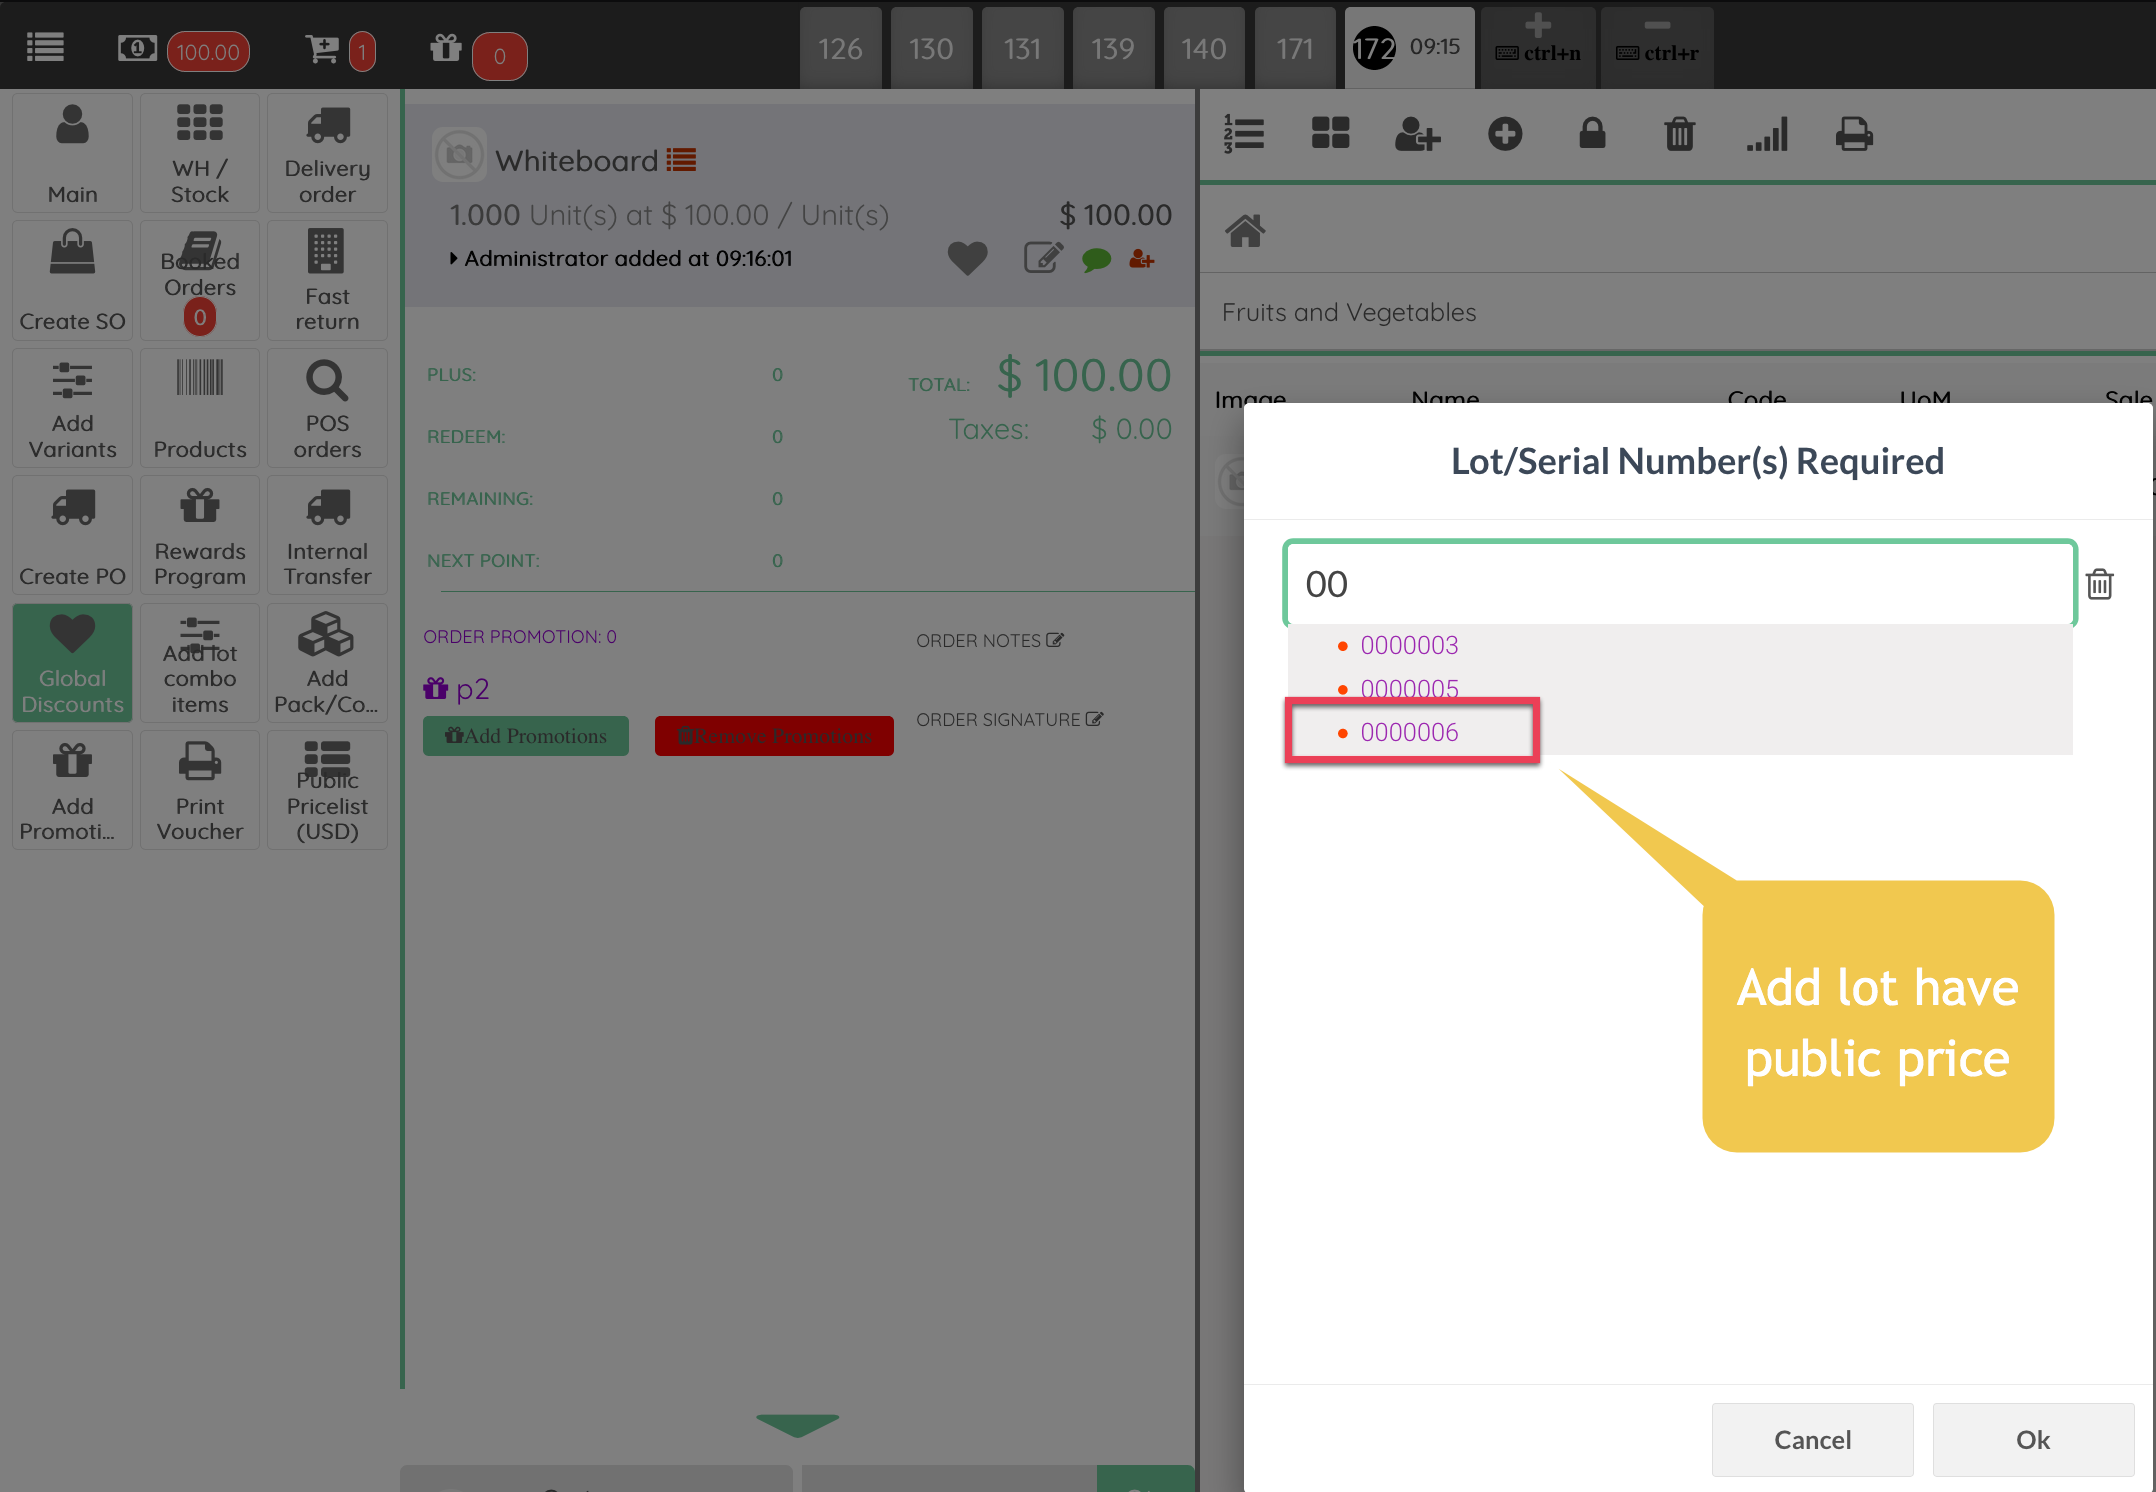 100.00
1
0
126
130
131
139
140
171
172 09:15
ctrl+n
ctrl+r
Main
WH /
Stock
Delivery
order
Create SO
Booked
Orders
0
Fast
return
Add
Variants
Products
POS
orders
Create PO
Rewards
Program
Internal
Transfer
Global
Discounts
Add lot
combo
items
Add
Pack/Co...
Add
Promoti...
Print
Voucher
Public
Pricelist
(USD)
Whiteboard
1.000 Unit(s) at $ 100.00 / Unit(s)
$ 100.00
Administrator added at 09:16:01
PLUS: 0
TOTAL: $ 100.00
Taxes: $ 0.00
REDEEM: 0
REMAINING: 0
NEXT POINT: 0
ORDER PROMOTION: 0
ORDER NOTES
p2
Add Promotions
Remove Promotions
ORDER SIGNATURE
1
2
3
Fruits and Vegetables
Image Name Code UoM Sale
Lot/Serial Number(s) Required
00
0000003
0000005
0000006
Add lot have
public price
Cancel
Ok